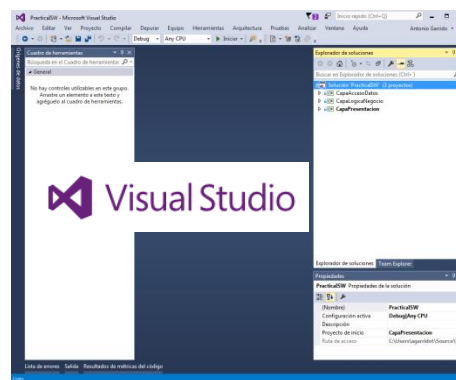 PracticaISW - Microsoft Visual Studio
Inicio rápido (Ctrl+Q)
Archivo Editar Ver Proyecto Compilar Depurar Equipo Herramientas Arquitectura Pruebas Analizar Ventana Ayuda Antonio Garrido
Debug Any CPU Iniciar
Orígenes de datos
Cuadro de herramientas
Búsqueda en el Cuadro de herramientas
General
No hay controles utilizables en este grupo.
Arrastre un elemento a este texto y
agréguelo al cuadro de herramientas.
Explorador de soluciones
Buscar en Explorador de soluciones (Ctrl+')
Solución 'PracticaISW' (3 proyectos)
CapaAccesoDatos
CapaLogicaNegocio
CapaPresentacion
Visual Studio
Explorador de soluciones Team Explorer
Propiedades
PracticaISW Propiedades de la solución
(Nombre) PracticaISW
Configuración activa Debug|Any CPU
Descripción
Proyecto de inicio CapaPresentacion
Ruta de acceso
Lista de errores Salida Resultados de métricas del código
Listo